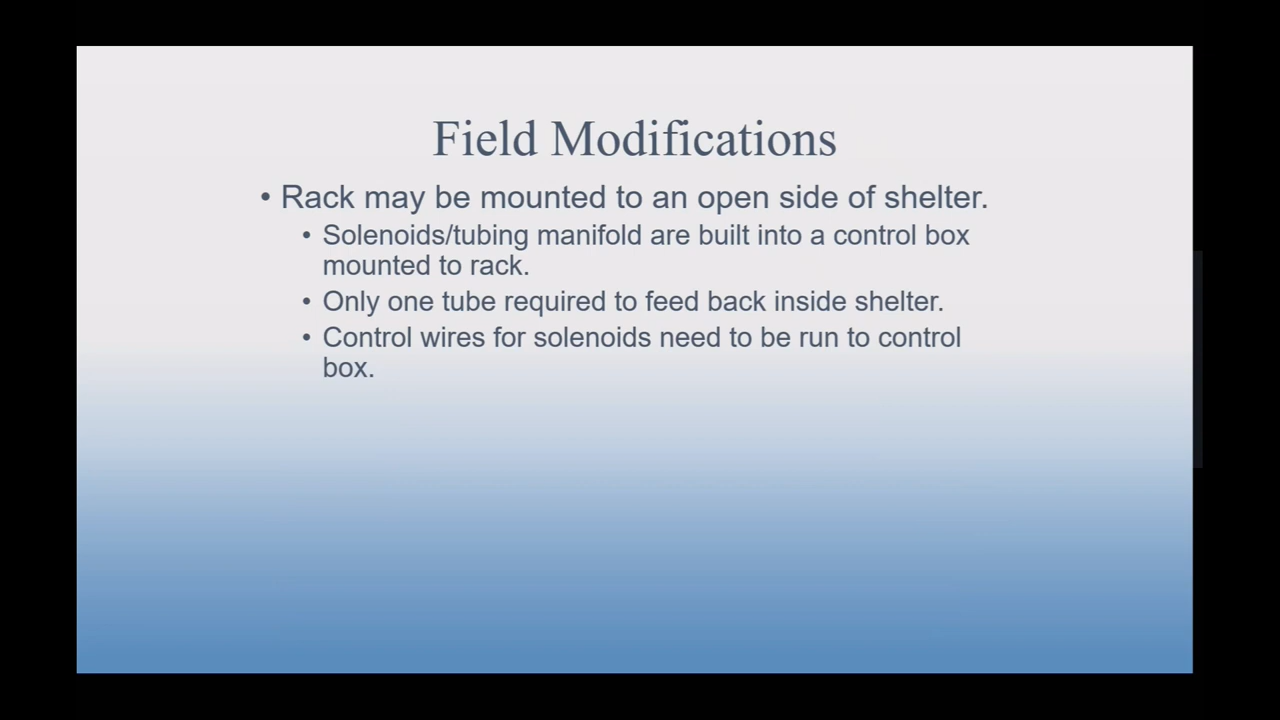 Field Modifications
• Rack may be mounted to an open side of shelter.
• Solenoids/tubing manifold are built into a control box
mounted to rack.
• Only one tube required to feed back inside shelter.
• Control wires for solenoids need to be run to control
box.